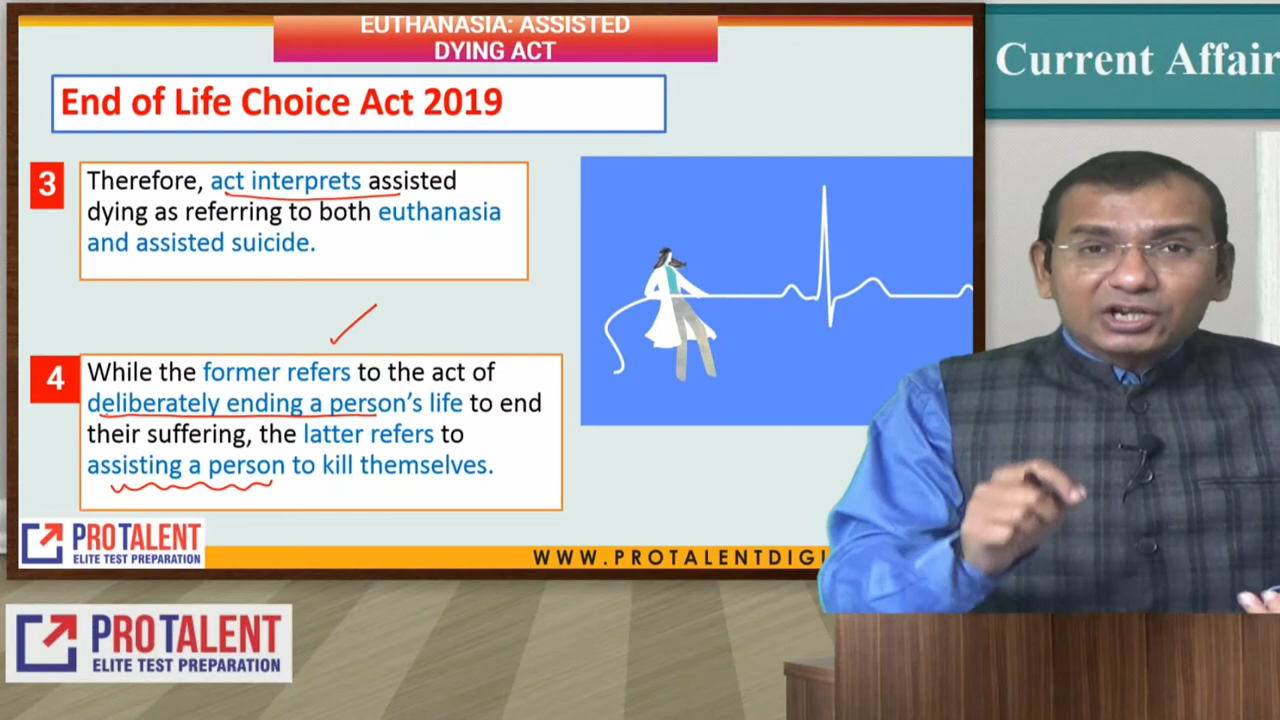 EUTHANASIA: ASSISTED
DYING ACT
Current Affair
End of Life Choice Act 2019
3
Therefore, act interprets assisted
dying as referring to both euthanasia
and assisted suicide.
4
While the former refers to the act of
deliberately ending a person’s life to end
their suffering, the latter refers to
assisting a person to kill themselves.
PROTALENT
ELITE TEST PREPARATION
WWW.PROTALENTDIGI
PROTALENT
ELITE TEST PREPARATION